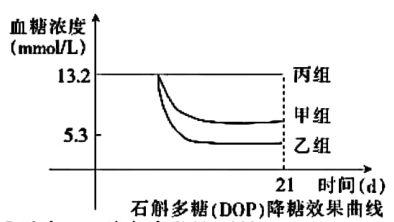 血糖浓度
(mmol/L)
13.2
丙组
甲组
5.3
乙组
21 时间(d)
石斛多糖(DOP)降糖效果曲线